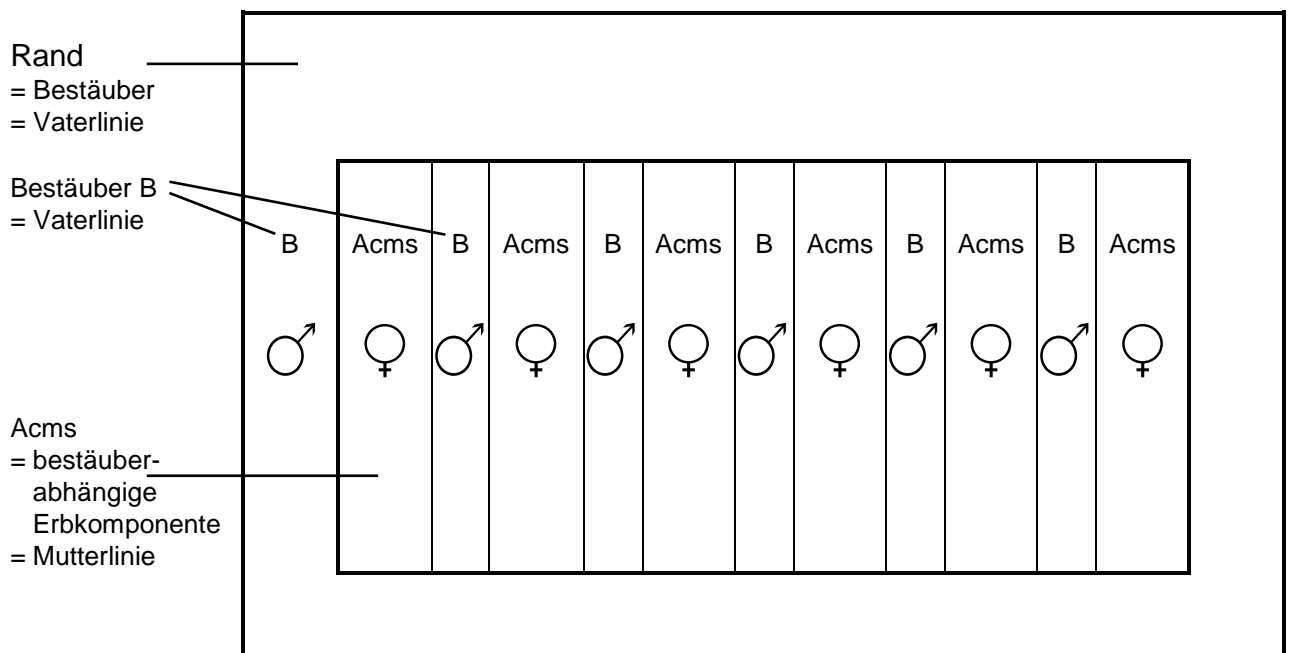 Rand
= Bestäuber
= Vaterlinie
Bestäuber B
= Vaterlinie
B Acms B Acms B Acms B Acms B Acms B Acms
♂ ♀ ♂ ♀ ♂ ♀ ♂ ♀ ♂ ♀ ♂ ♀
Acms
= bestäuber-
abhängige
Erbkomponente
= Mutterlinie